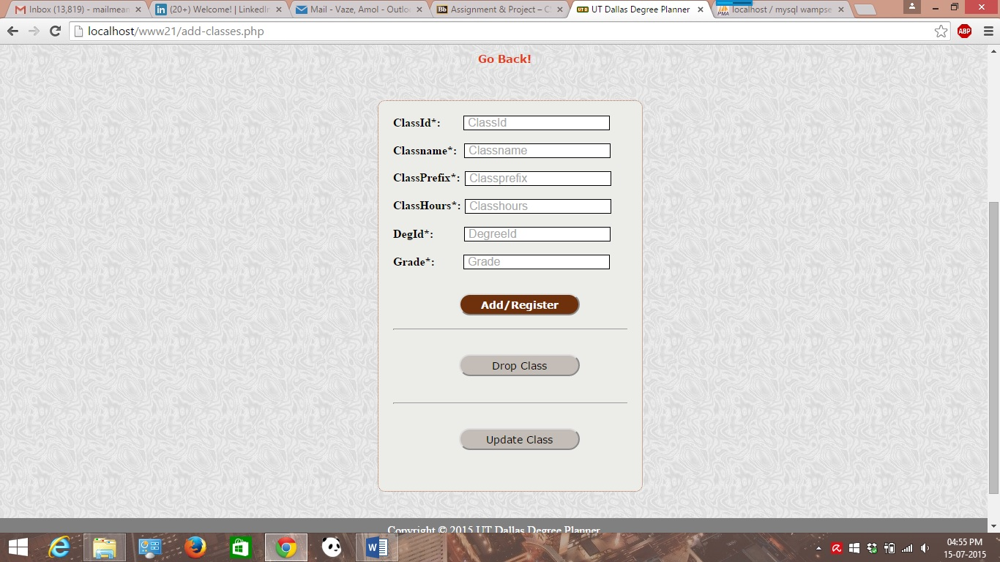 Inbox (13,819) - mailmean
(20+) Welcome! | LinkedIn
Mail - Vaze, Amol - Outlo
Bb Assignment & Project – C
UTD UT Dallas Degree Planner
PMA localhost / mysql wampse
localhost/www21/add-classes.php
ABP
Go Back!
ClassId*: ClassId
Classname*: Classname
ClassPrefix*: Classprefix
ClassHours*: Classhours
DegId*: DegreeId
Grade*: Grade
Add/Register
Drop Class
Update Class
Copyright © 2015 UT Dallas Degree Planner
04:55 PM
15-07-2015